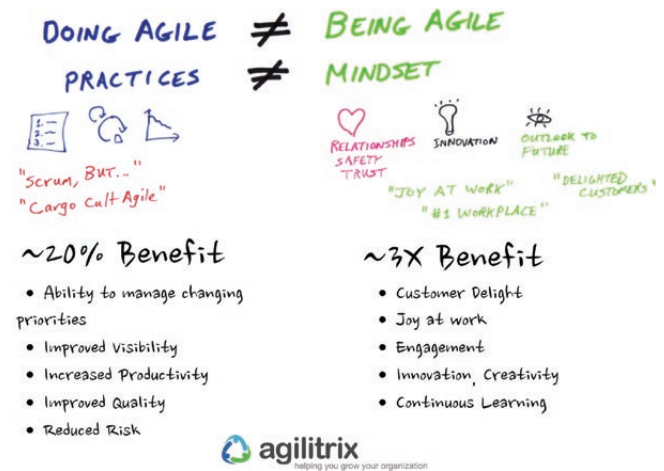 DOING AGILE ≠ BEING AGILE
PRACTICES ≠ MINDSET
1. —
2. —
3. —
"SCRUM, BUT..."
"CARGO CULT AGILE"
RELATIONSHIPS
SAFETY
TRUST
INNOVATION
OUTLOOK TO
FUTURE
"JOY AT WORK"
"DELIGHTED
CUSTOMERS"
"#1 WORKPLACE"
~20% Benefit
• Ability to manage changing
priorities
• Improved Visibility
• Increased Productivity
• Improved Quality
• Reduced Risk
~3X Benefit
• Customer Delight
• Joy at work
• Engagement
• Innovation, Creativity
• Continuous Learning
agilitrix
helping you grow your organization